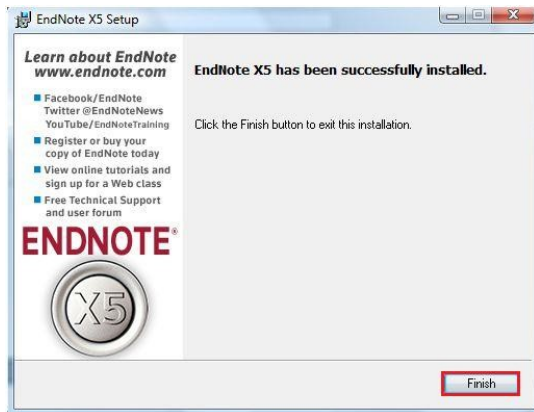 EndNote X5 Setup
Learn about EndNote
www.endnote.com
Facebook/EndNote
Twitter @EndNoteNews
YouTube/EndNoteTraining
Register or buy your
copy of EndNote today
View online tutorials and
sign up for a Web class
Free Technical Support
and user forum
ENDNOTE®
X5
EndNote X5 has been successfully installed.
Click the Finish button to exit this installation.
Finish